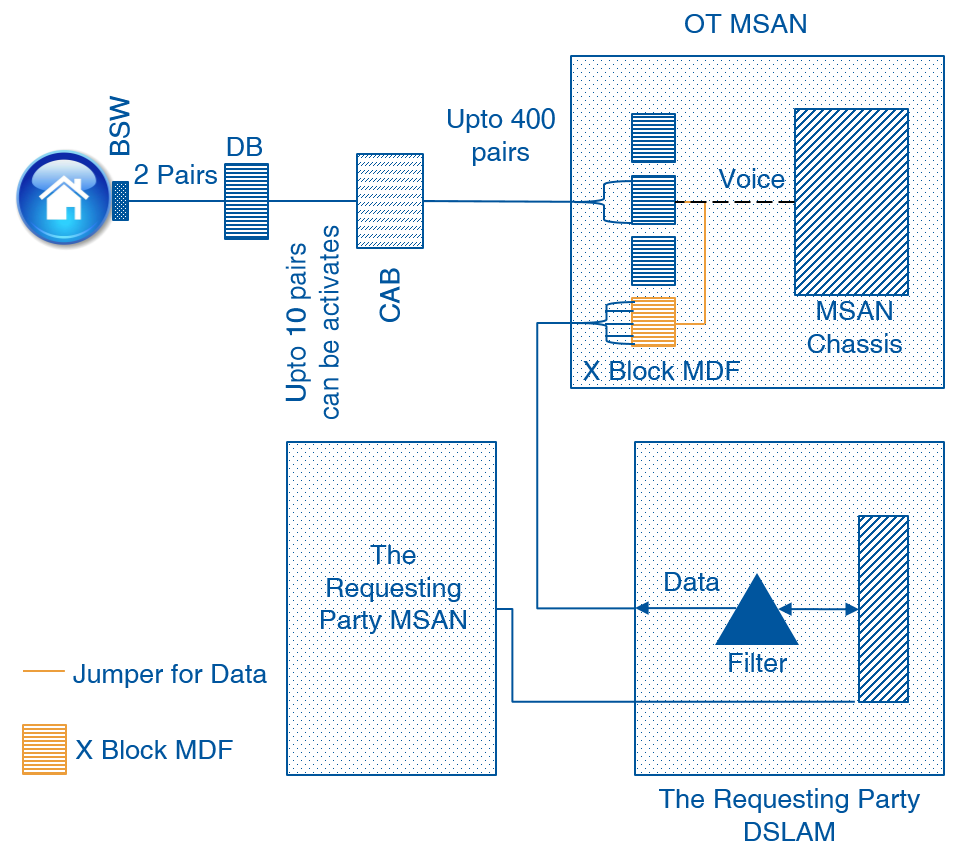 OT MSAN
BSW
2 Pairs
DB
Upto 10 pairs
can be activates
CAB
Upto 400
pairs
Voice
MSAN
Chassis
X Block MDF
The
Requesting
Party MSAN
Data
Filter
Jumper for Data
X Block MDF
The Requesting Party
DSLAM